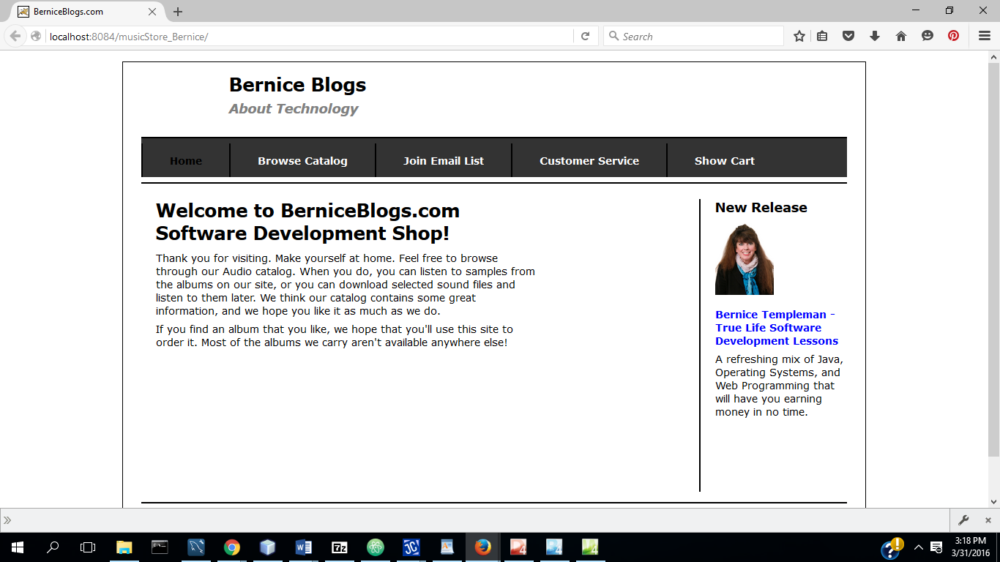 BerniceBlogs.com
localhost:8084/musicStore_Bernice/
Search
Bernice Blogs
About Technology
Home
Browse Catalog
Join Email List
Customer Service
Show Cart
Welcome to BerniceBlogs.com
Software Development Shop!
Thank you for visiting. Make yourself at home. Feel free to browse
through our Audio catalog. When you do, you can listen to samples from
the albums on our site, or you can download selected sound files and
listen to them later. We think our catalog contains some great
information, and we hope you like it as much as we do.
If you find an album that you like, we hope that you'll use this site to
order it. Most of the albums we carry aren't available anywhere else!
New Release
Bernice Templeman -
True Life Software
Development Lessons
A refreshing mix of Java,
Operating Systems, and
Web Programming that
will have you earning
money in no time.
3:18 PM
3/31/2016